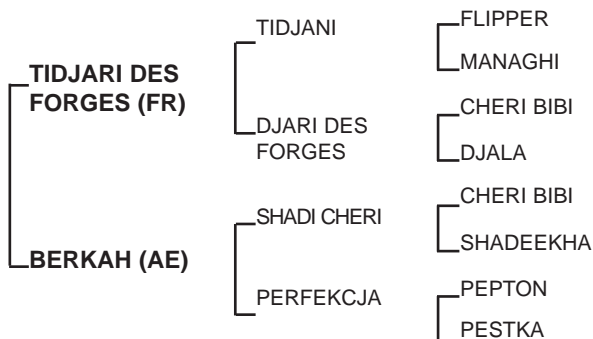 TIDJARI DES
FORGES (FR)
BERKAH (AE)
TIDJANI
DJARI DES
FORGES
SHADI CHERI
PERFEKCJA
FLIPPER
MANAGHI
CHERI BIBI
DJALA
CHERI BIBI
SHADEEKHA
PEPTON
PESTKA